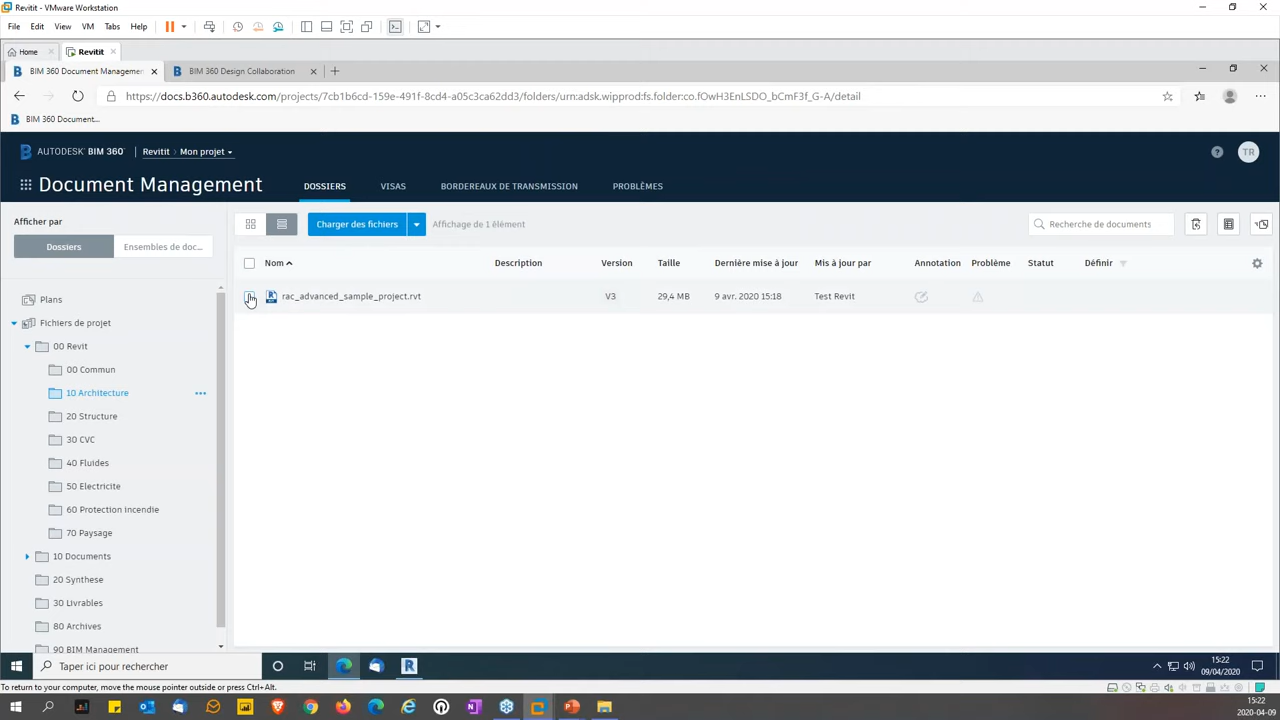 Revitit - VMware Workstation
File Edit View VM Tabs Help
Home Revitit
BIM 360 Document Managemen BIM 360 Design Collaboration
https://docs.b360.autodesk.com/projects/7cb1b6cd-159e-491f-8cd4-a05c3ca62dd3/folders/urn:adsk.wipprod:fs.folder:co.fOwH3EnLSDO_bCmF3f_G-A/detail
BIM 360 Document...
AUTODESK® BIM 360® Revitit > Mon projet TR
Document Management DOSSIERS VISAS BORDEREAUX DE TRANSMISSION PROBLÈMES
Afficher par
Dossiers Ensembles de doc...
Charger des fichiers Affichage de 1 élément Recherche de documents
Nom Description Version Taille Dernière mise à jour Mis à jour par Annotation Problème Statut Définir
rac_advanced_sample_project.rvt V3 29,4 MB 9 avr. 2020 15:18 Test Revit
Plans
Fichiers de projet
00 Revit
00 Commun
10 Architecture
20 Structure
30 CVC
40 Fluides
50 Electricite
60 Protection incendie
70 Paysage
10 Documents
20 Synthese
30 Livrables
80 Archives
90 BIM Management
Taper ici pour rechercher
15:22
09/04/2020
To return to your computer, move the mouse pointer outside or press Ctrl+Alt.
15:22
2020-04-09